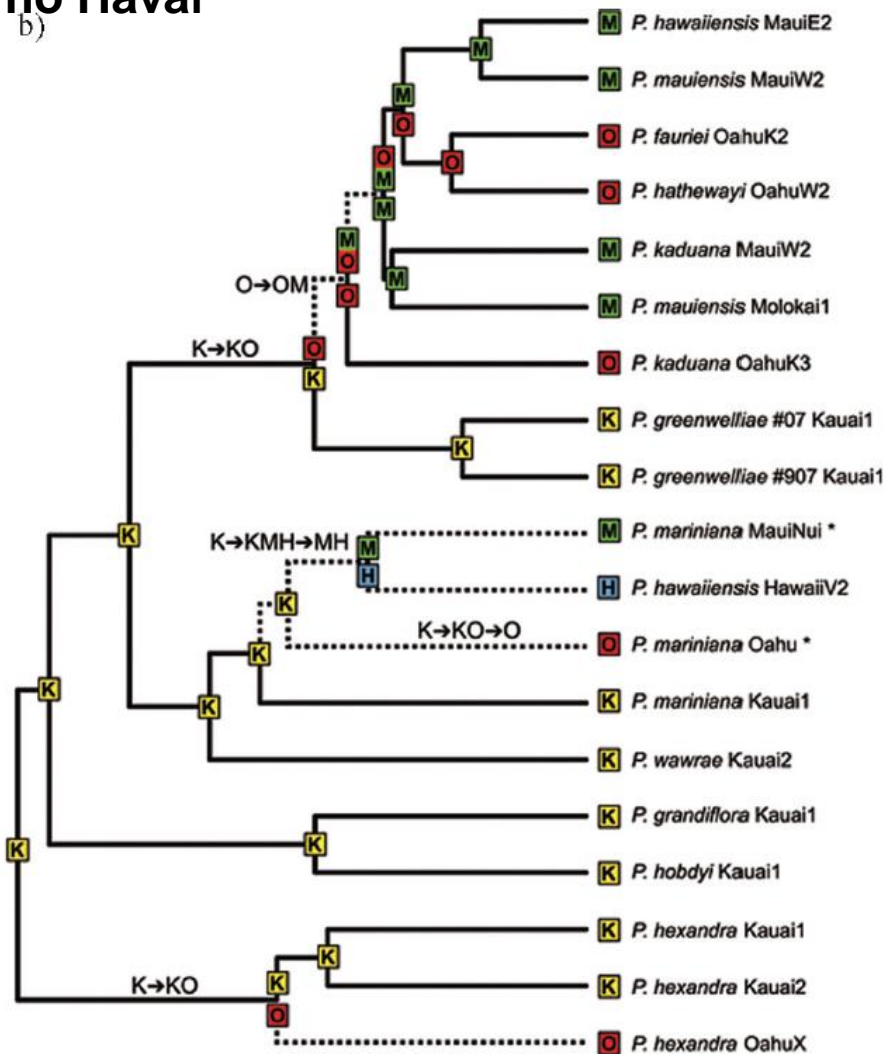 no Havaí
b)
M P. hawaiiensis MauiE2
M
M P. mauiensis MauiW2
M
O
O P. fauriei OahuK2
O
O P. hathewayi OahuW2
O
M
M
M P. kaduana MauiW2
M
M P. mauiensis Molokai1
M
O
O→OM
O
K→KO
O
K
O P. kaduana OahuK3
K P. greenwelliae #07 Kauai1
K
K P. greenwelliae #907 Kauai1
K
M P. mariniana MauiNui *
K→KMH→MH
M
H
H P. hawaiiensis HawaiiV2
K
K→KO→O
O P. mariniana Oahu *
K
K P. mariniana Kauai1
K
K
K P. wawrae Kauai2
K P. grandiflora Kauai1
K
K
K P. hobdyi Kauai1
K P. hexandra Kauai1
K
K
K P. hexandra Kauai2
K→KO
O
O P. hexandra OahuX